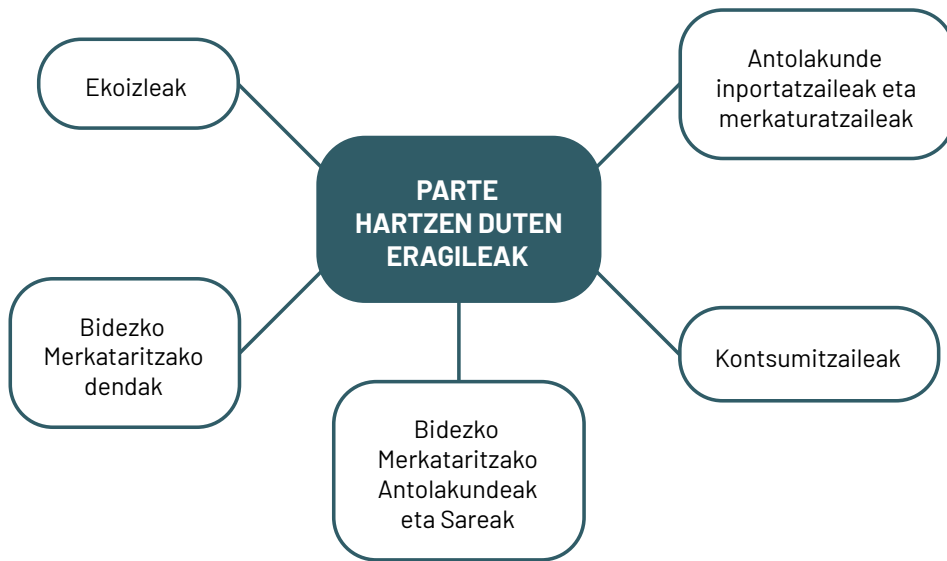 Ekoizleak
Antolakunde
inportatzaileak eta
merkaturatzaileak
PARTE
HARTZEN DUTEN
ERAGILEAK
Bidezko
Merkataritzako
dendak
Kontsumitzaileak
Bidezko
Merkataritzako
Antolakundeak
eta Sareak